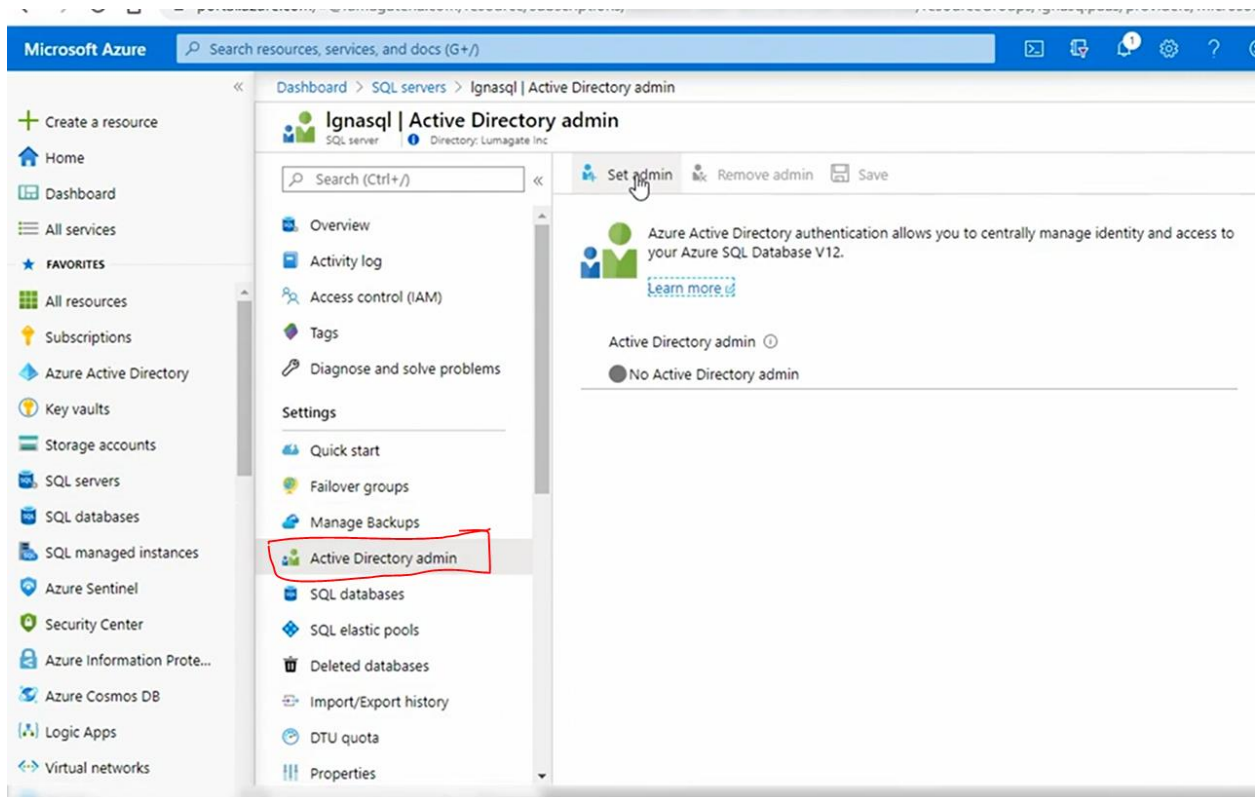 Microsoft Azure
Search resources, services, and docs (G+/)
1
?
«
Create a resource
Home
Dashboard
All services
FAVORITES
All resources
Subscriptions
Azure Active Directory
Key vaults
Storage accounts
SQL servers
SQL databases
SQL managed instances
Azure Sentinel
Security Center
Azure Information Prote...
Azure Cosmos DB
Logic Apps
Virtual networks
Dashboard > SQL servers > lgnasql | Active Directory admin
lgnasql | Active Directory admin
SQL server
Directory: Lumagate Inc
Search (Ctrl+/)
«
Overview
Activity log
Access control (IAM)
Tags
Diagnose and solve problems
Settings
Quick start
Failover groups
Manage Backups
Active Directory admin
SQL databases
SQL elastic pools
Deleted databases
Import/Export history
DTU quota
Properties
Set admin
Remove admin
Save
Azure Active Directory authentication allows you to centrally manage identity and access to
your Azure SQL Database V12.
Learn more
Active Directory admin
No Active Directory admin